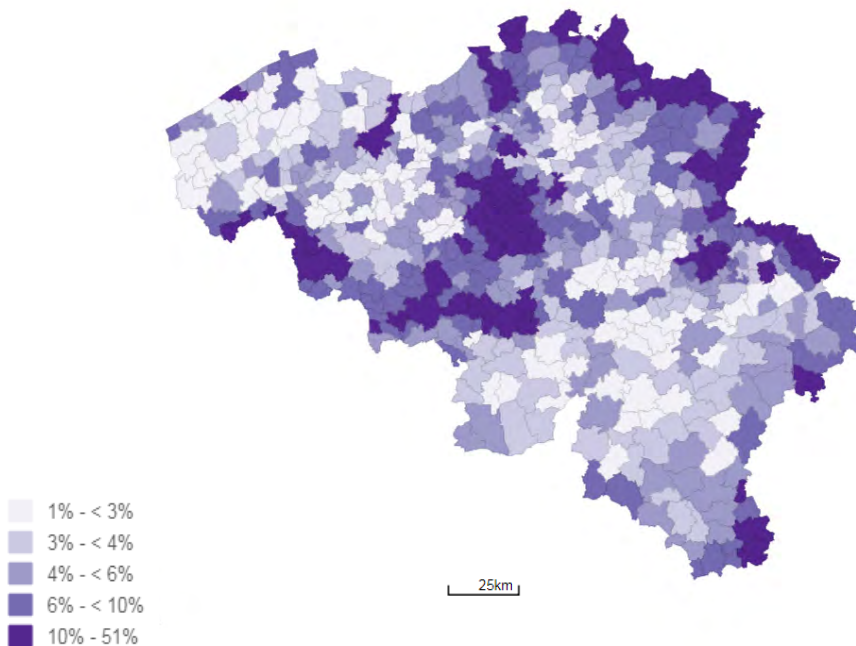 1% - < 3%
3% - < 4%
4% - < 6%
6% - < 10%
10% - 51%
25km